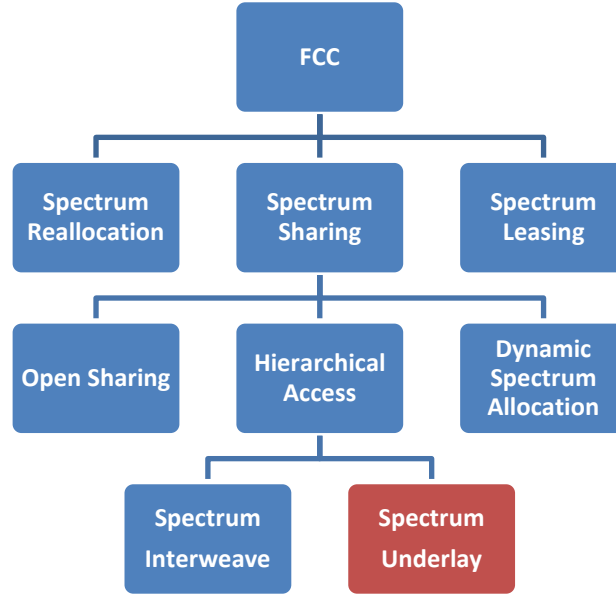 FCC
Spectrum
Reallocation
Spectrum
Sharing
Spectrum
Leasing
Open Sharing
Hierarchical
Access
Dynamic
Spectrum
Allocation
Spectrum
Interweave
Spectrum
Underlay